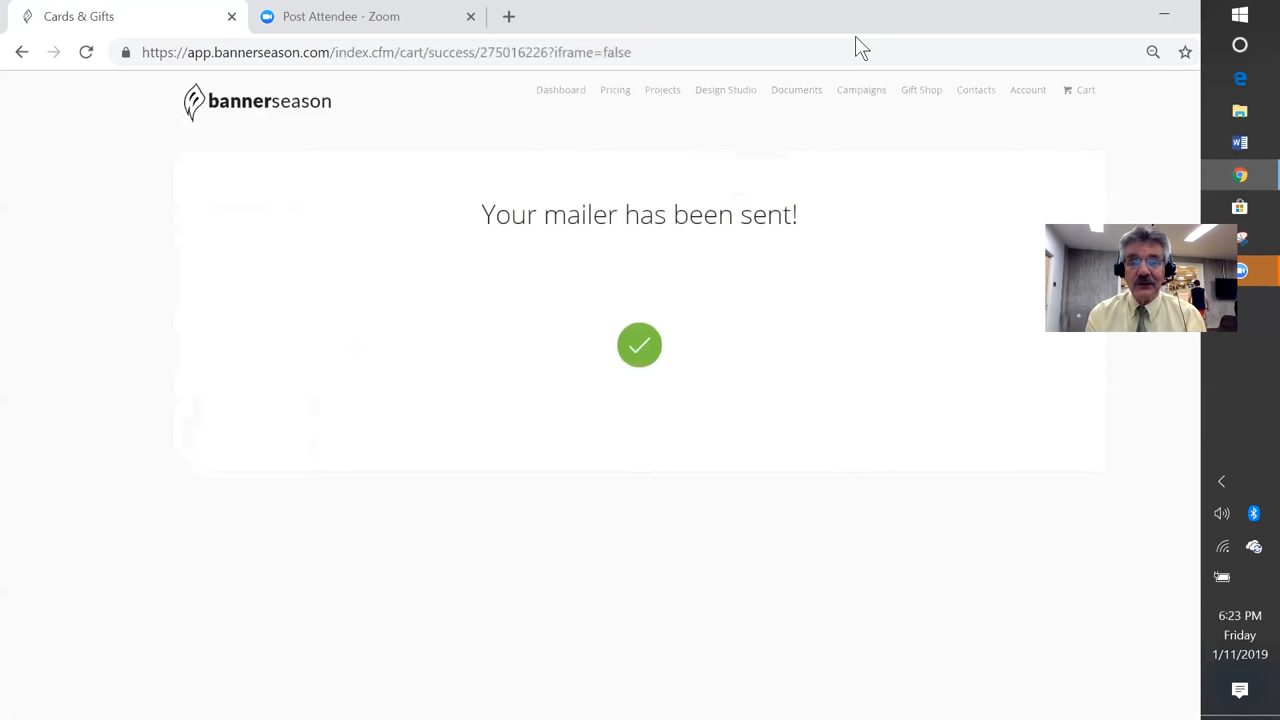 Cards & Gifts
Post Attendee - Zoom
https://app.bannerseason.com/index.cfm/cart/success/275016226?iframe=false
bannerseason
Dashboard Pricing Projects Design Studio Documents Campaigns Gift Shop Contacts Account Cart
Your mailer has been sent!
6:23 PM
Friday
1/11/2019